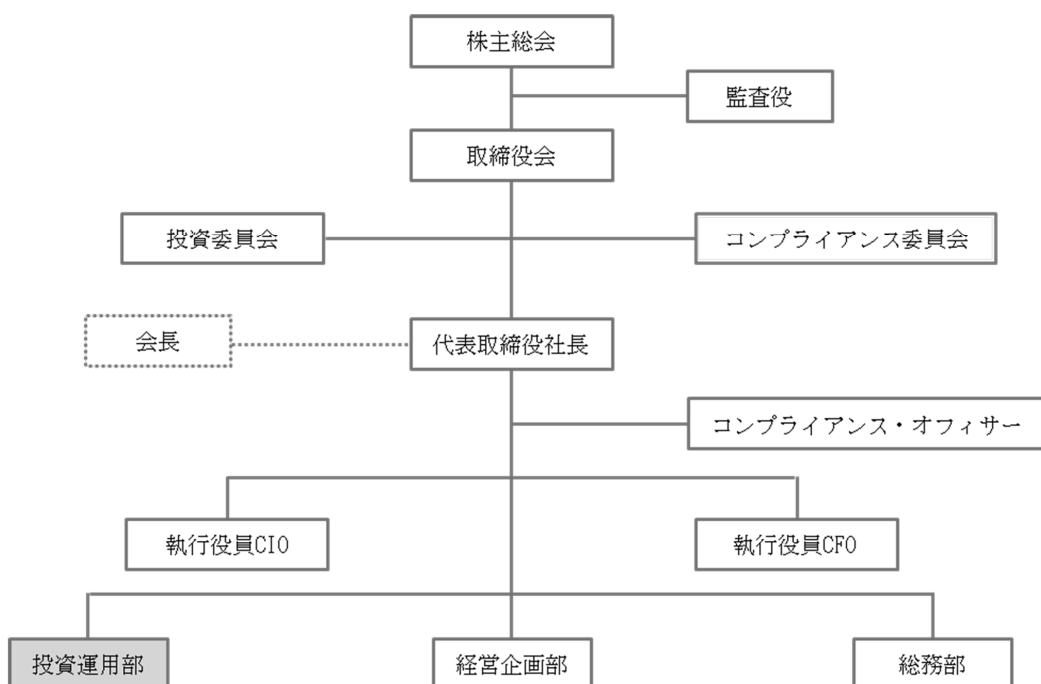 株主総会
監査役
取締役会
投資委員会
コンプライアンス委員会
会長
代表取締役社長
コンプライアンス・オフィサー
執行役員CIO
執行役員CFO
投資運用部
経営企画部
総務部